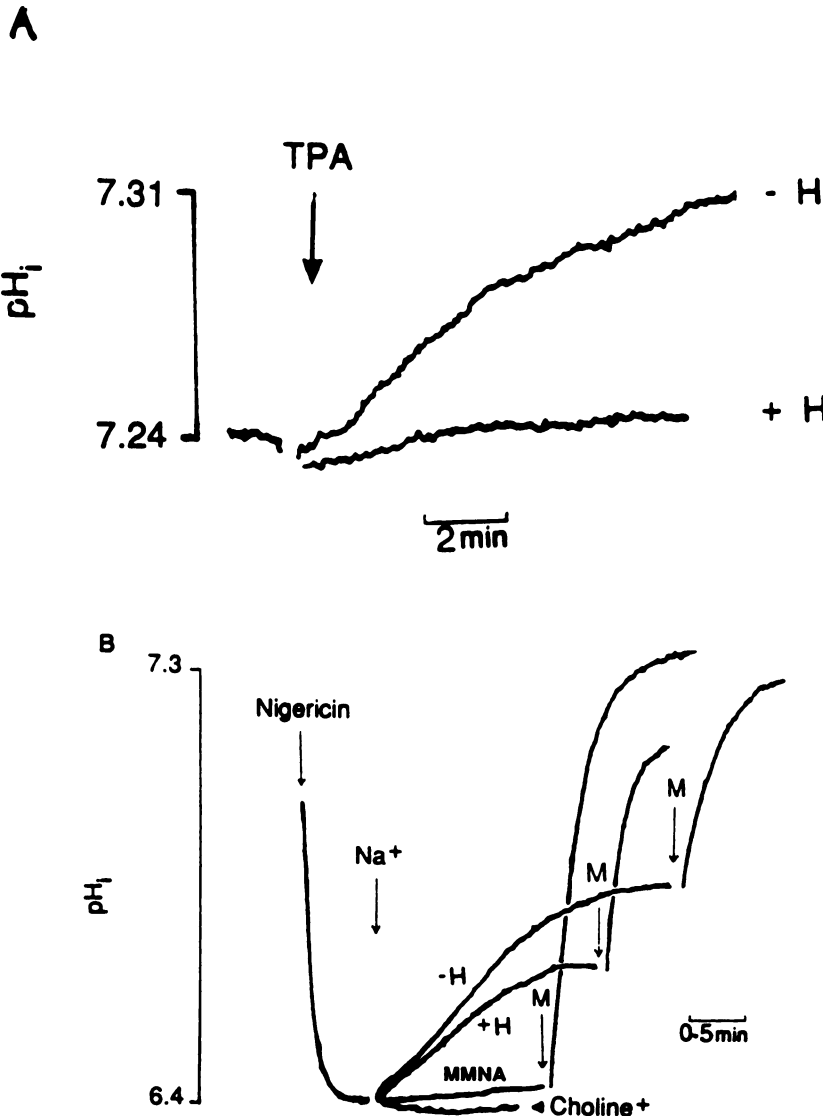 A
TPA
7.31
- H
pHi
7.24
+ H
2 min
B
7.3
Nigericin
M
Na+
M
pHi
-H
M
+H
0.5min
MMNA
6.4
Choline+